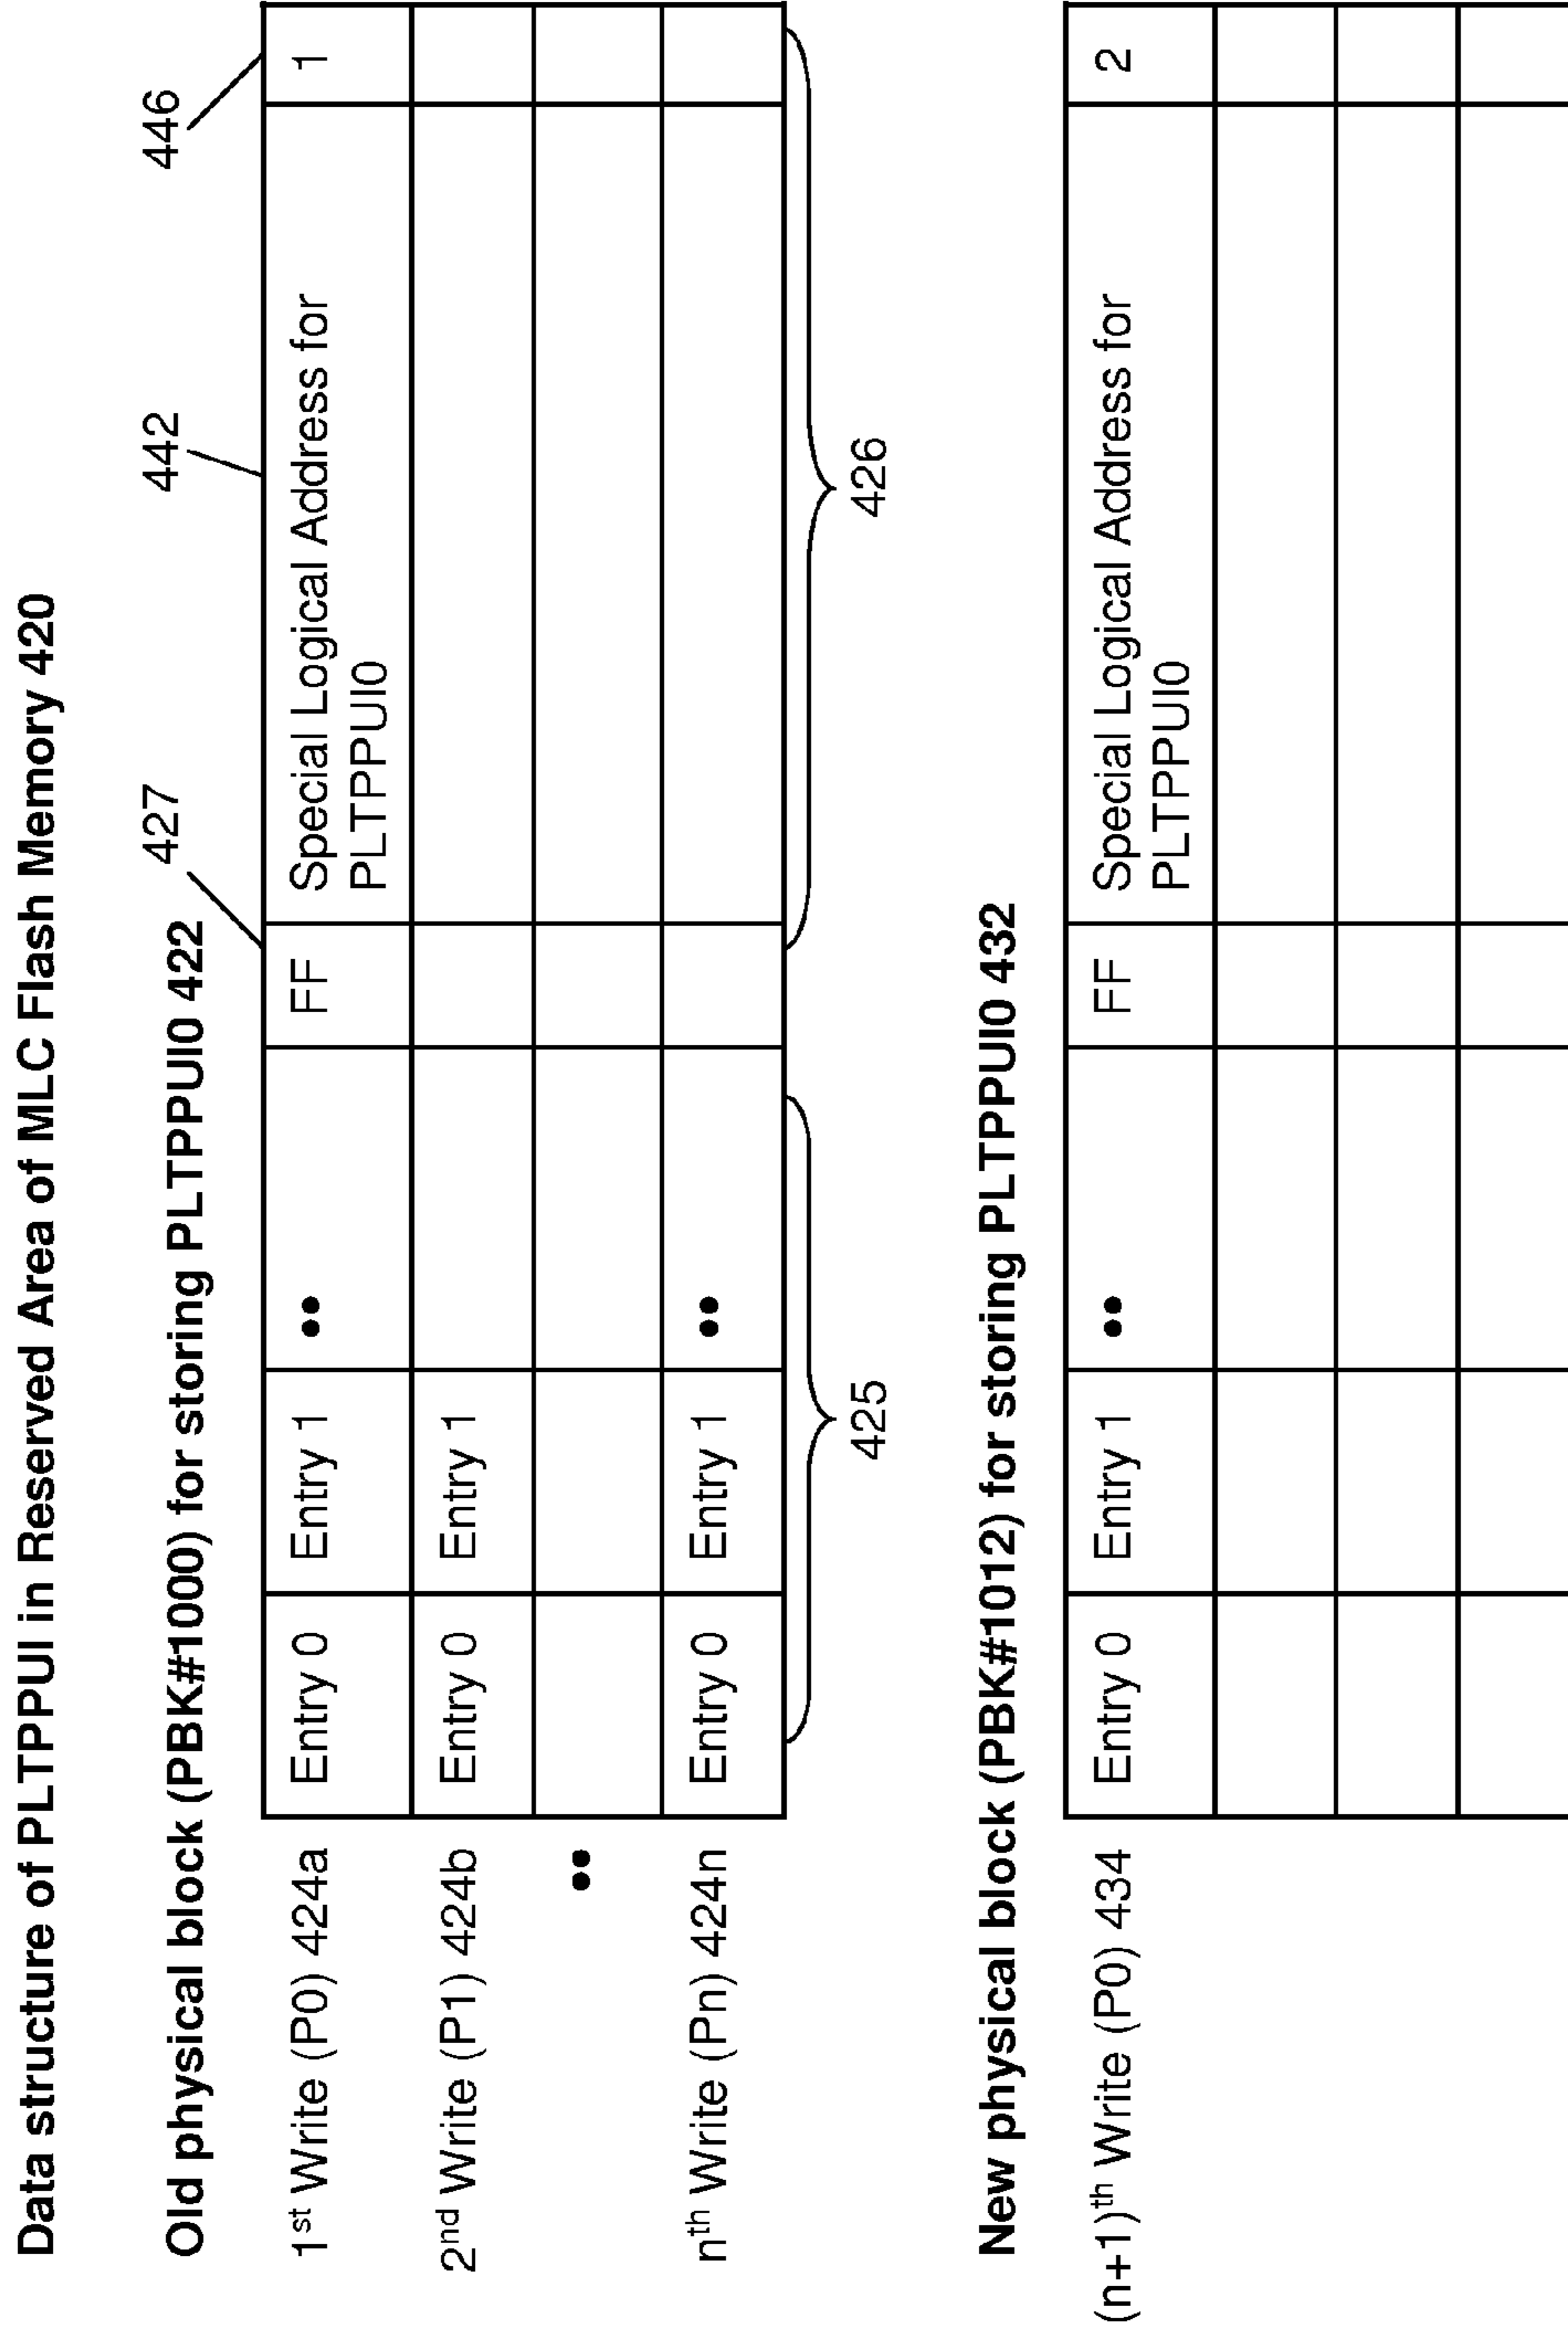 Data structure of PLTPPUI in Reserved Area of MLC Flash Memory 420
Old physical block (PBK#1000) for storing PLTPPUI0 422
427
442
446
1st Write (P0) 424a
Entry 0
Entry 1
••
FF
Special Logical Address for
PLTPPUI0
1
2nd Write (P1) 424b
Entry 0
Entry 1
••
nth Write (Pn) 424n
Entry 0
Entry 1
••
425
426
New physical block (PBK#1012) for storing PLTPPUI0 432
(n+1)th Write (P0) 434
Entry 0
Entry 1
••
FF
Special Logical Address for
PLTPPUI0
2